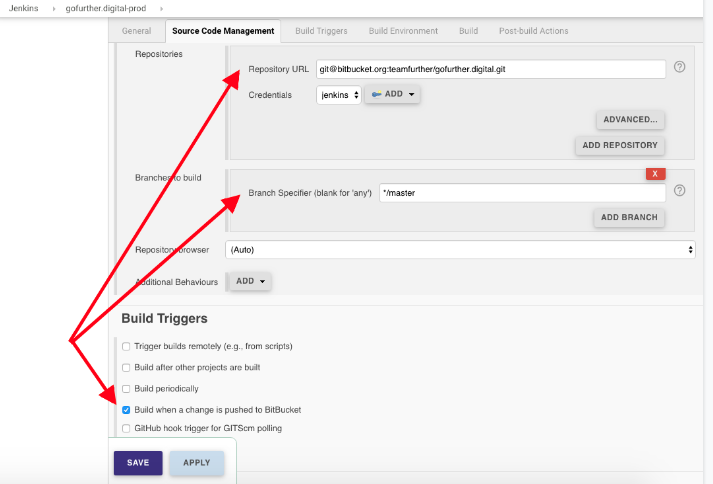 Jenkins › gofurther.digital-prod ›
General Source Code Management Build Triggers Build Environment Build Post-build Actions
Repositories
Repository URL git@bitbucket.org:teamfurther/gofurther.digital.git
Credentials jenkins ADD
ADVANCED...
ADD REPOSITORY
Branches to build X
Branch Specifier (blank for 'any') */master
ADD BRANCH
Repository browser (Auto)
Additional Behaviours ADD
Build Triggers
Trigger builds remotely (e.g., from scripts)
Build after other projects are built
Build periodically
Build when a change is pushed to BitBucket
GitHub hook trigger for GITScm polling
SAVE APPLY